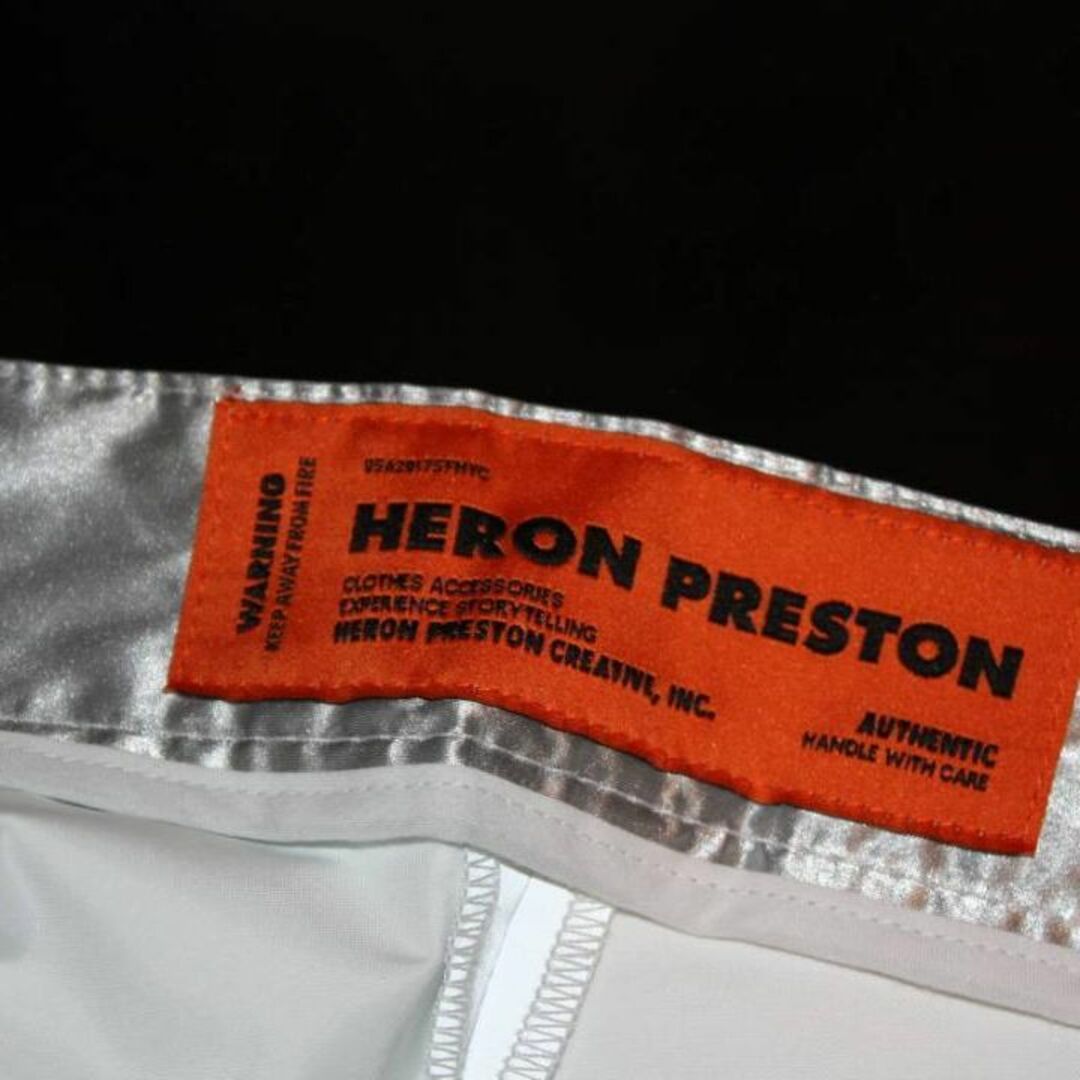 WARNING
KEEP AWAY FROM FIRE
HERON PRESTON
CLOTHES ACCESSORIES
EXPERIENCE STORYTELLING
HERON PRESTON CREATIVE, INC.
AUTHENTIC
HANDLE WITH CARE